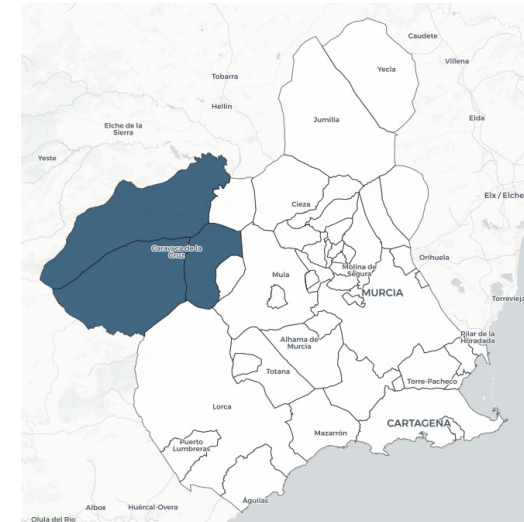 Caudete
Villena
Yecla
Tobarra
Hellín
Jumilla
Elda
Elche de la
Sierra
Yeste
Elx / Elche
Cieza
Caravaca de la
Cruz
Orihuela
Mula
Molina de
Segura
MURCIA
Torrevieja
Pilar de la
Horadada
Alhama de
Murcia
Totana
Torre-Pacheco
Lorca
CARTAGENA
Mazarrón
Puerto
Lumbreras
Águilas
Albox
Huércal-Overa
Olula del Río